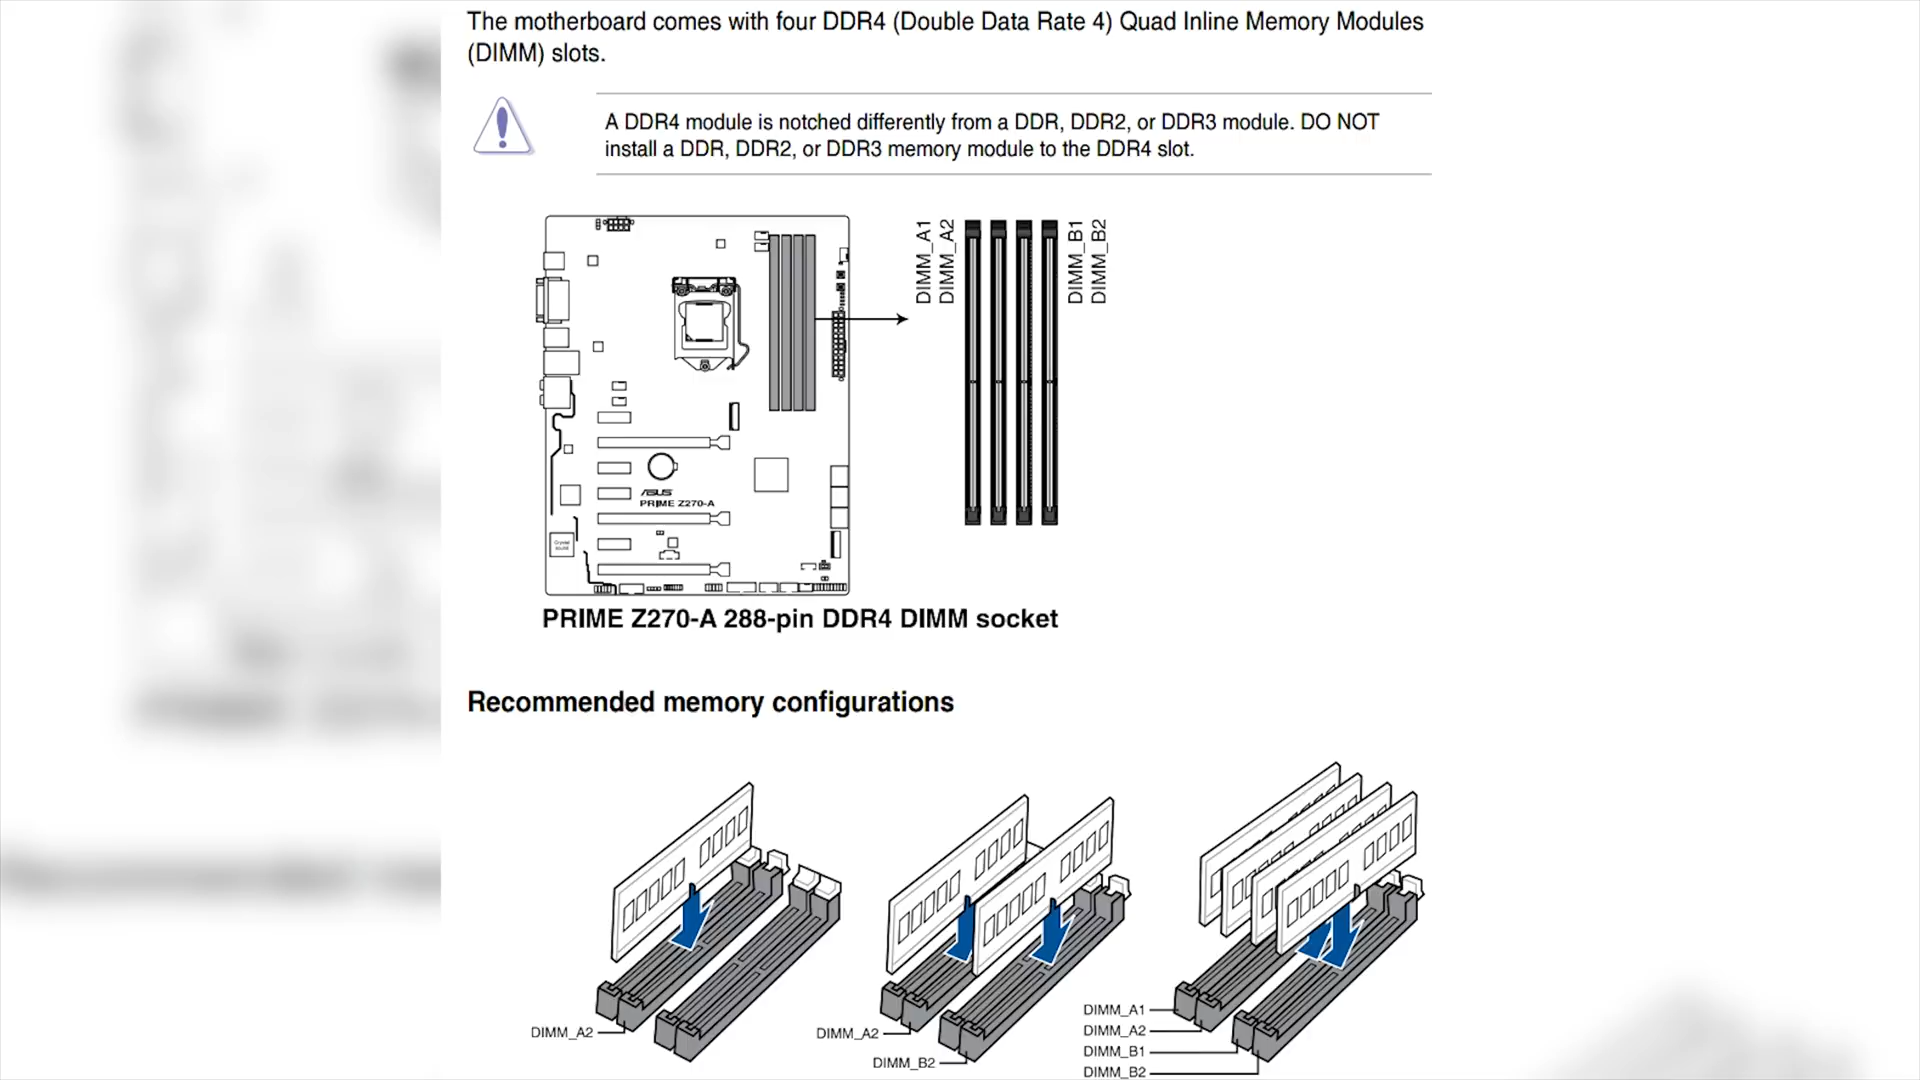 The motherboard comes with four DDR4 (Double Data Rate 4) Quad Inline Memory Modules
(DIMM) slots.
A DDR4 module is notched differently from a DDR, DDR2, or DDR3 module. DO NOT
install a DDR, DDR2, or DDR3 memory module to the DDR4 slot.
DIMM_A1
DIMM_A2
DIMM_B1
DIMM_B2
ASUS
PRIME Z270-A
PRIME Z270-A 288-pin DDR4 DIMM socket
Recommended memory configurations
DIMM_A2
DIMM_A2
DIMM_B2
DIMM_A1
DIMM_A2
DIMM_B1
DIMM_B2